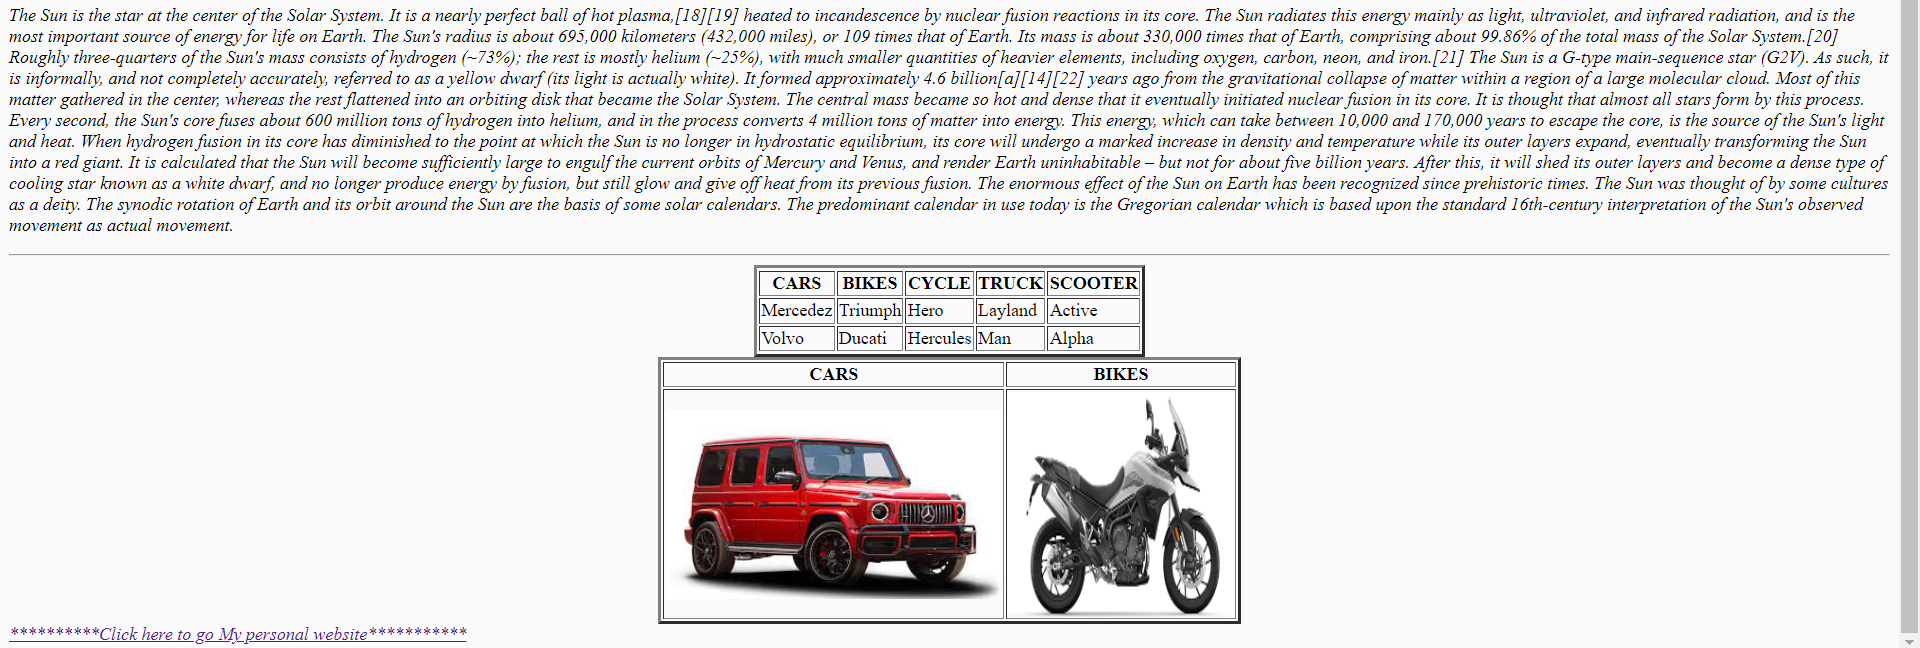 The Sun is the star at the center of the Solar System. It is a nearly perfect ball of hot plasma,[18][19] heated to incandescence by nuclear fusion reactions in its core. The Sun radiates this energy mainly as light, ultraviolet, and infrared radiation, and is the
most important source of energy for life on Earth. The Sun's radius is about 695,000 kilometers (432,000 miles), or 109 times that of Earth. Its mass is about 330,000 times that of Earth, comprising about 99.86% of the total mass of the Solar System.[20]
Roughly three-quarters of the Sun's mass consists of hydrogen (~73%); the rest is mostly helium (~25%), with much smaller quantities of heavier elements, including oxygen, carbon, neon, and iron.[21] The Sun is a G-type main-sequence star (G2V). As such, it
is informally, and not completely accurately, referred to as a yellow dwarf (its light is actually white). It formed approximately 4.6 billion[a][14][22] years ago from the gravitational collapse of matter within a region of a large molecular cloud. Most of this
matter gathered in the center, whereas the rest flattened into an orbiting disk that became the Solar System. The central mass became so hot and dense that it eventually initiated nuclear fusion in its core. It is thought that almost all stars form by this process.
Every second, the Sun's core fuses about 600 million tons of hydrogen into helium, and in the process converts 4 million tons of matter into energy. This energy, which can take between 10,000 and 170,000 years to escape the core, is the source of the Sun's light
and heat. When hydrogen fusion in its core has diminished to the point at which the Sun is no longer in hydrostatic equilibrium, its core will undergo a marked increase in density and temperature while its outer layers expand, eventually transforming the Sun
into a red giant. It is calculated that the Sun will become sufficiently large to engulf the current orbits of Mercury and Venus, and render Earth uninhabitable – but not for about five billion years. After this, it will shed its outer layers and become a dense type of
cooling star known as a white dwarf, and no longer produce energy by fusion, but still glow and give off heat from its previous fusion. The enormous effect of the Sun on Earth has been recognized since prehistoric times. The Sun was thought of by some cultures
as a deity. The synodic rotation of Earth and its orbit around the Sun are the basis of some solar calendars. The predominant calendar in use today is the Gregorian calendar which is based upon the standard 16th-century interpretation of the Sun's observed
movement as actual movement.
CARS BIKES CYCLE TRUCK SCOOTER
Mercedez Triumph Hero Layland Active
Volvo Ducati Hercules Man Alpha
CARS BIKES
**********Click here to go My personal website***********